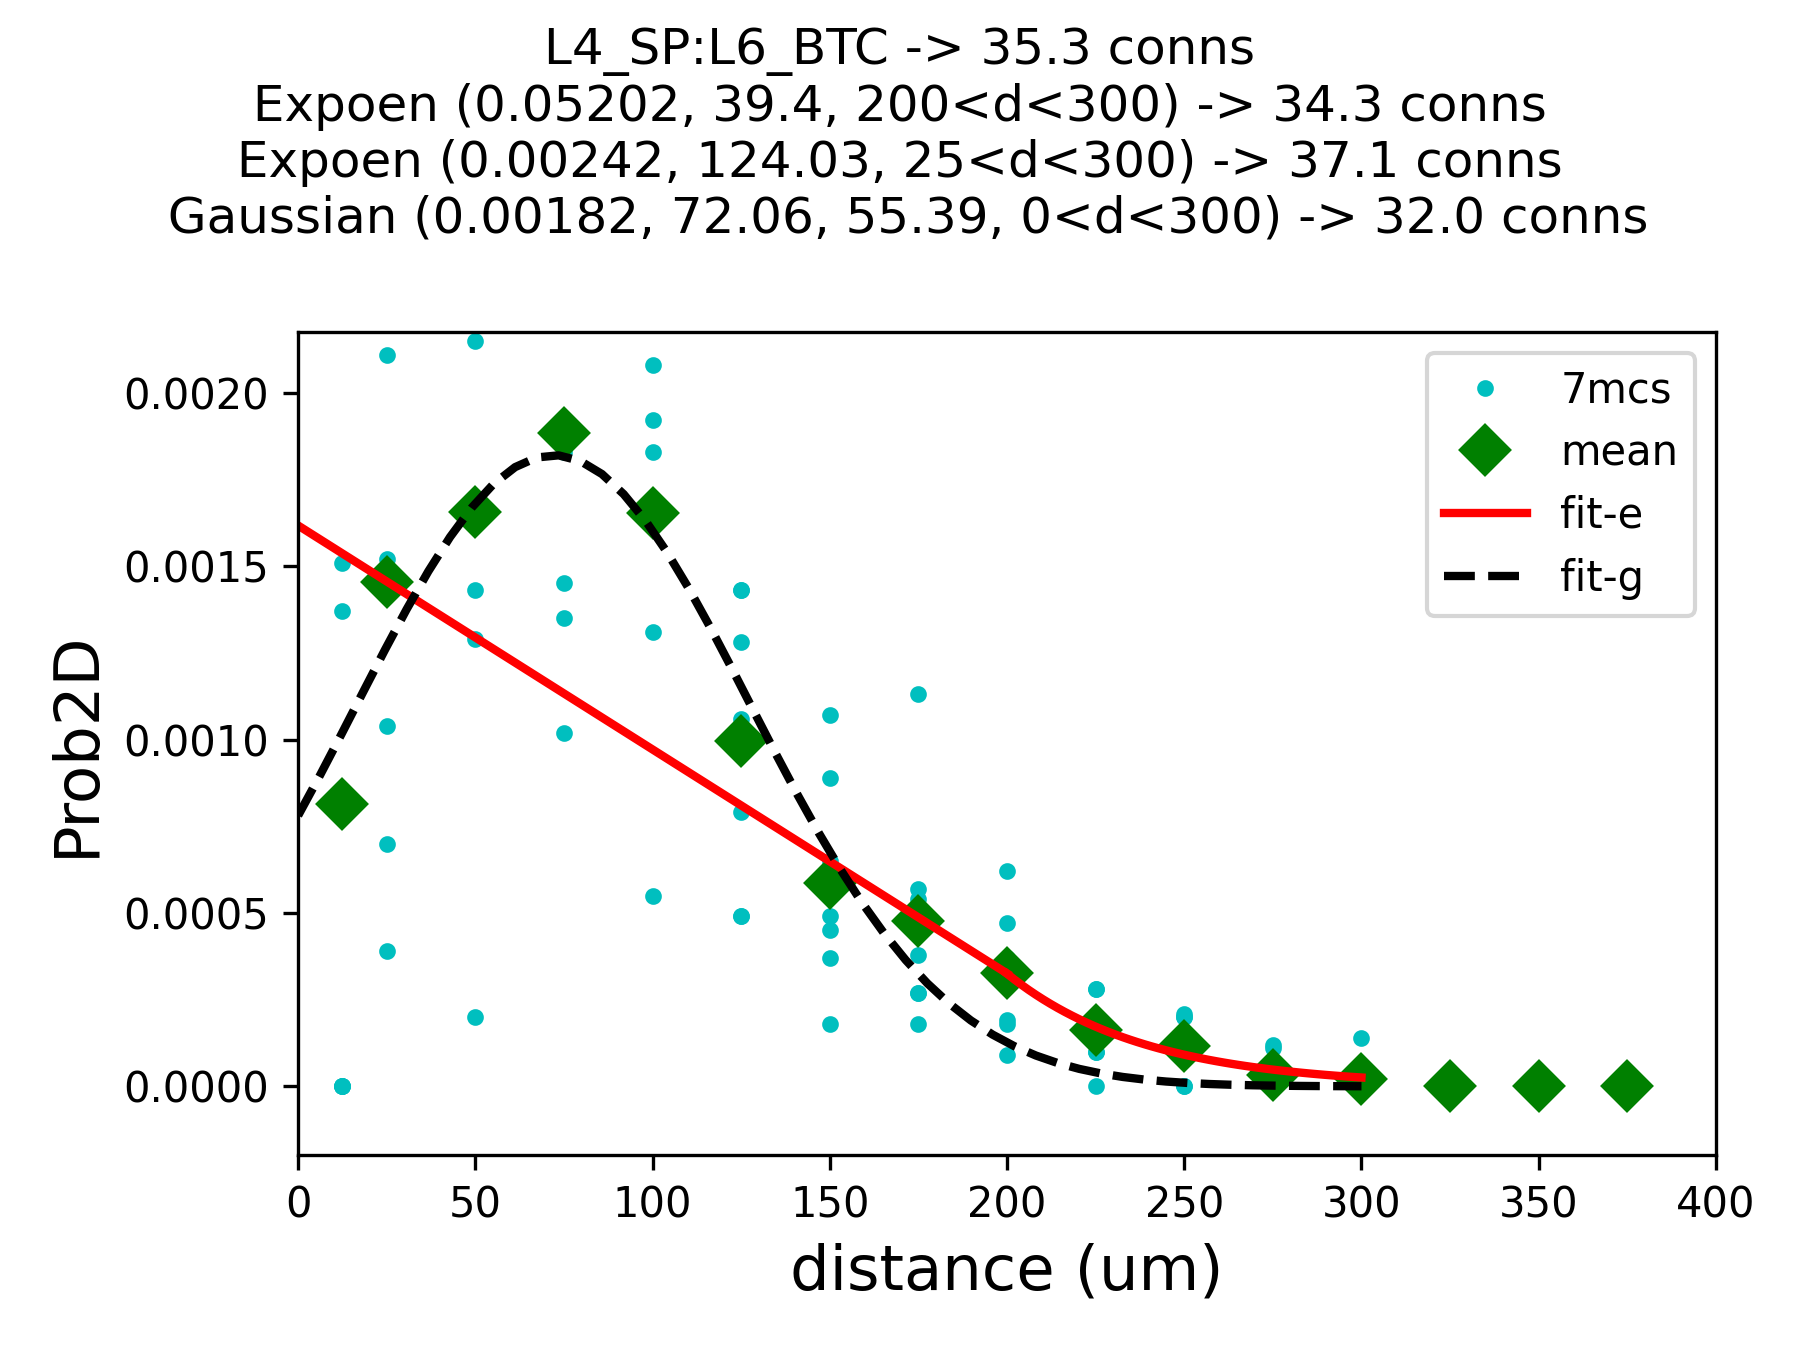 L4_SP:L6_BTC -> 35.3 conns
Expoen (0.05202, 39.4, 200<d<300) -> 34.3 conns
Expoen (0.00242, 124.03, 25<d<300) -> 37.1 conns
Gaussian (0.00182, 72.06, 55.39, 0<d<300) -> 32.0 conns
7mcs
mean
fit-e
fit-g
Prob2D
0.0020
0.0015
0.0010
0.0005
0.0000
0 50 100 150 200 250 300 350 400
distance (um)